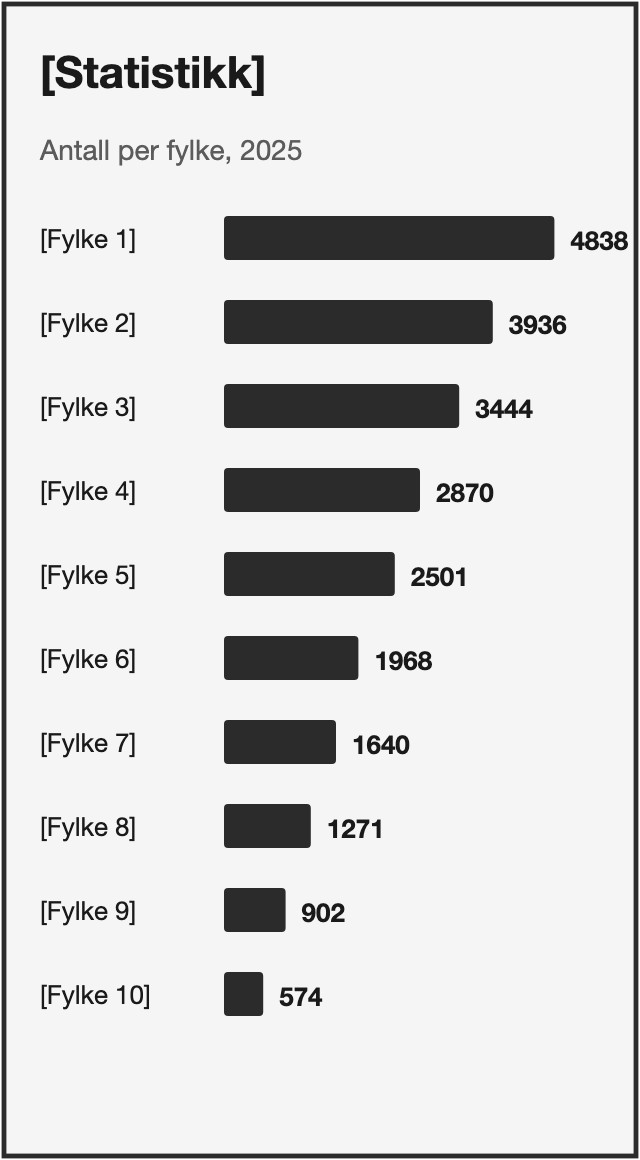 [Statistikk]
Antall per fylke, 2025
[Fylke 1] 4838
[Fylke 2] 3936
[Fylke 3] 3444
[Fylke 4] 2870
[Fylke 5] 2501
[Fylke 6] 1968
[Fylke 7] 1640
[Fylke 8] 1271
[Fylke 9] 902
[Fylke 10] 574